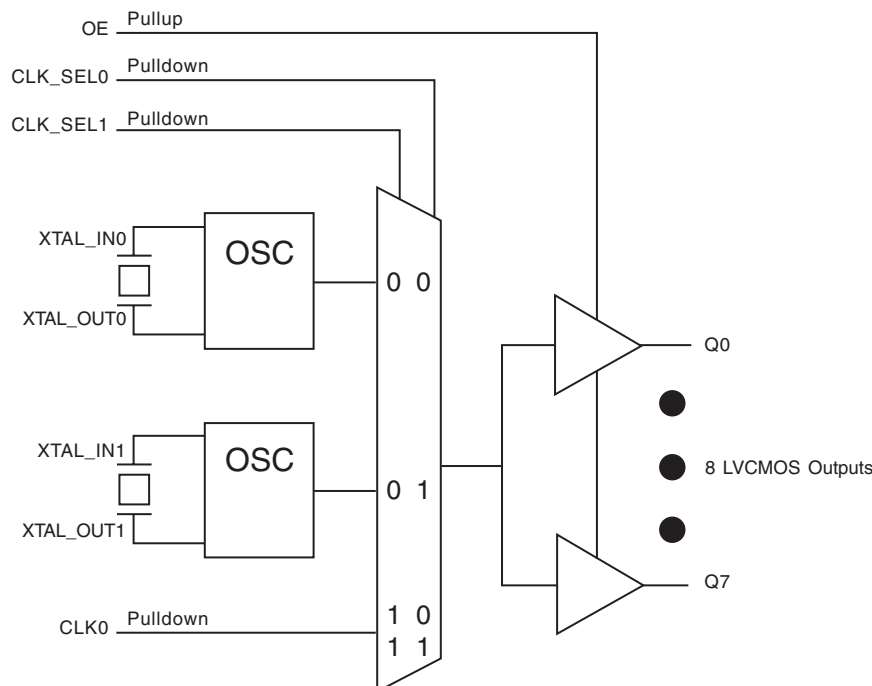 OE Pullup
CLK_SEL0 Pulldown
CLK_SEL1 Pulldown
XTAL_IN0
OSC
0 0
XTAL_OUT0
Q0
XTAL_IN1
OSC
8 LVCMOS Outputs
0 1
XTAL_OUT1
Q7
CLK0 Pulldown
1 0
1 1